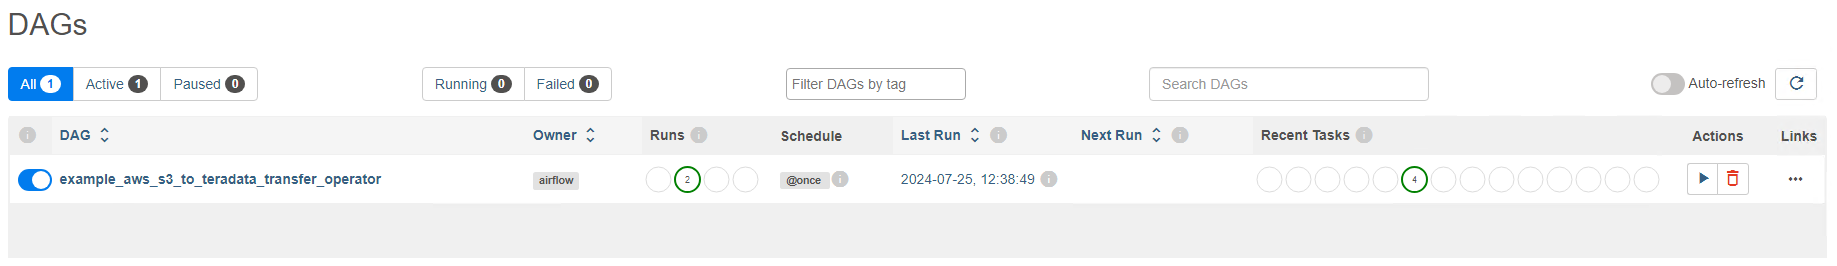 DAGs
All 1 Active 1 Paused 0 Running 0 Failed 0 Filter DAGs by tag Search DAGs Auto-refresh
i DAG Owner Runs i Schedule Last Run i Next Run i Recent Tasks i Actions Links
example_aws_s3_to_teradata_transfer_operator airflow 2 @once i 2024-07-25, 12:38:49 i 4